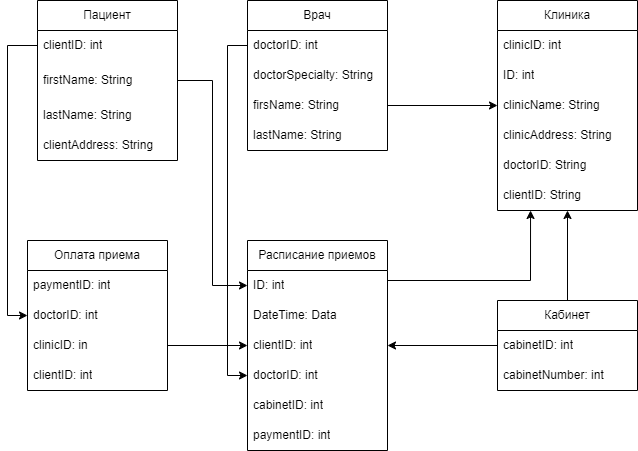 Пациент
clientID: int
firstName: String
lastName: String
clientAddress: String
Врач
doctorID: int
doctorSpecialty: String
firsName: String
lastName: String
Клиника
clinicID: int
ID: int
clinicName: String
clinicAddress: String
doctorID: String
clientID: String
Оплата приема
paymentID: int
doctorID: int
clinicID: in
clientID: int
Расписание приемов
ID: int
DateTime: Data
clientID: int
doctorID: int
cabinetID: int
paymentID: int
Кабинет
cabinetID: int
cabinetNumber: int